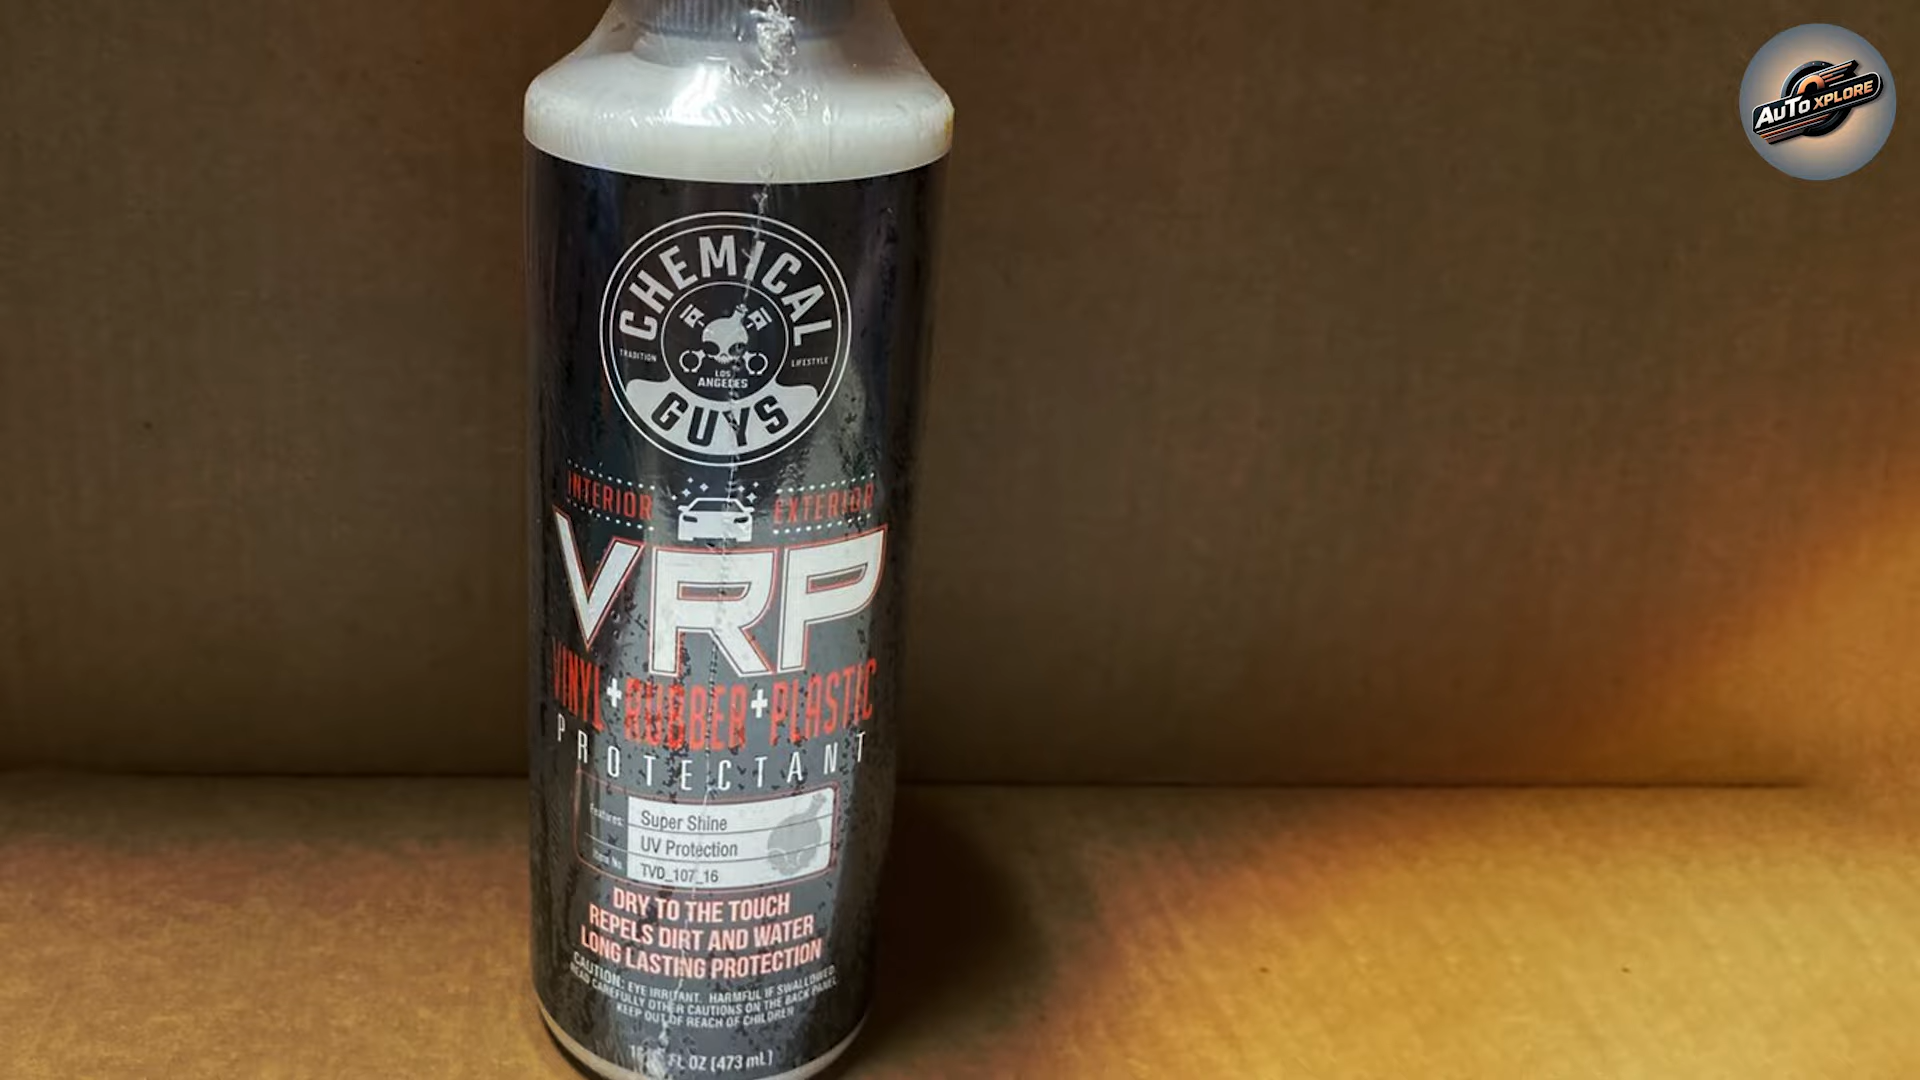 AUTO XPLORE
CHEMICAL
TRADITION
LIFESTYLE
LOS
ANGELES
GUYS
INTERIOR EXTERIOR
VRP
VINYL+RUBBER+PLASTIC
PROTECTANT
Features: Super Shine
UV Protection
Item No. TVD_107_16
DRY TO THE TOUCH
REPELS DIRT AND WATER
LONG LASTING PROTECTION
CAUTION: EYE IRRITANT. HARMFUL IF SWALLOWED.
READ CAREFULLY OTHER CAUTIONS ON THE BACK PANEL
KEEP OUT OF REACH OF CHILDREN
FL OZ (473 mL)